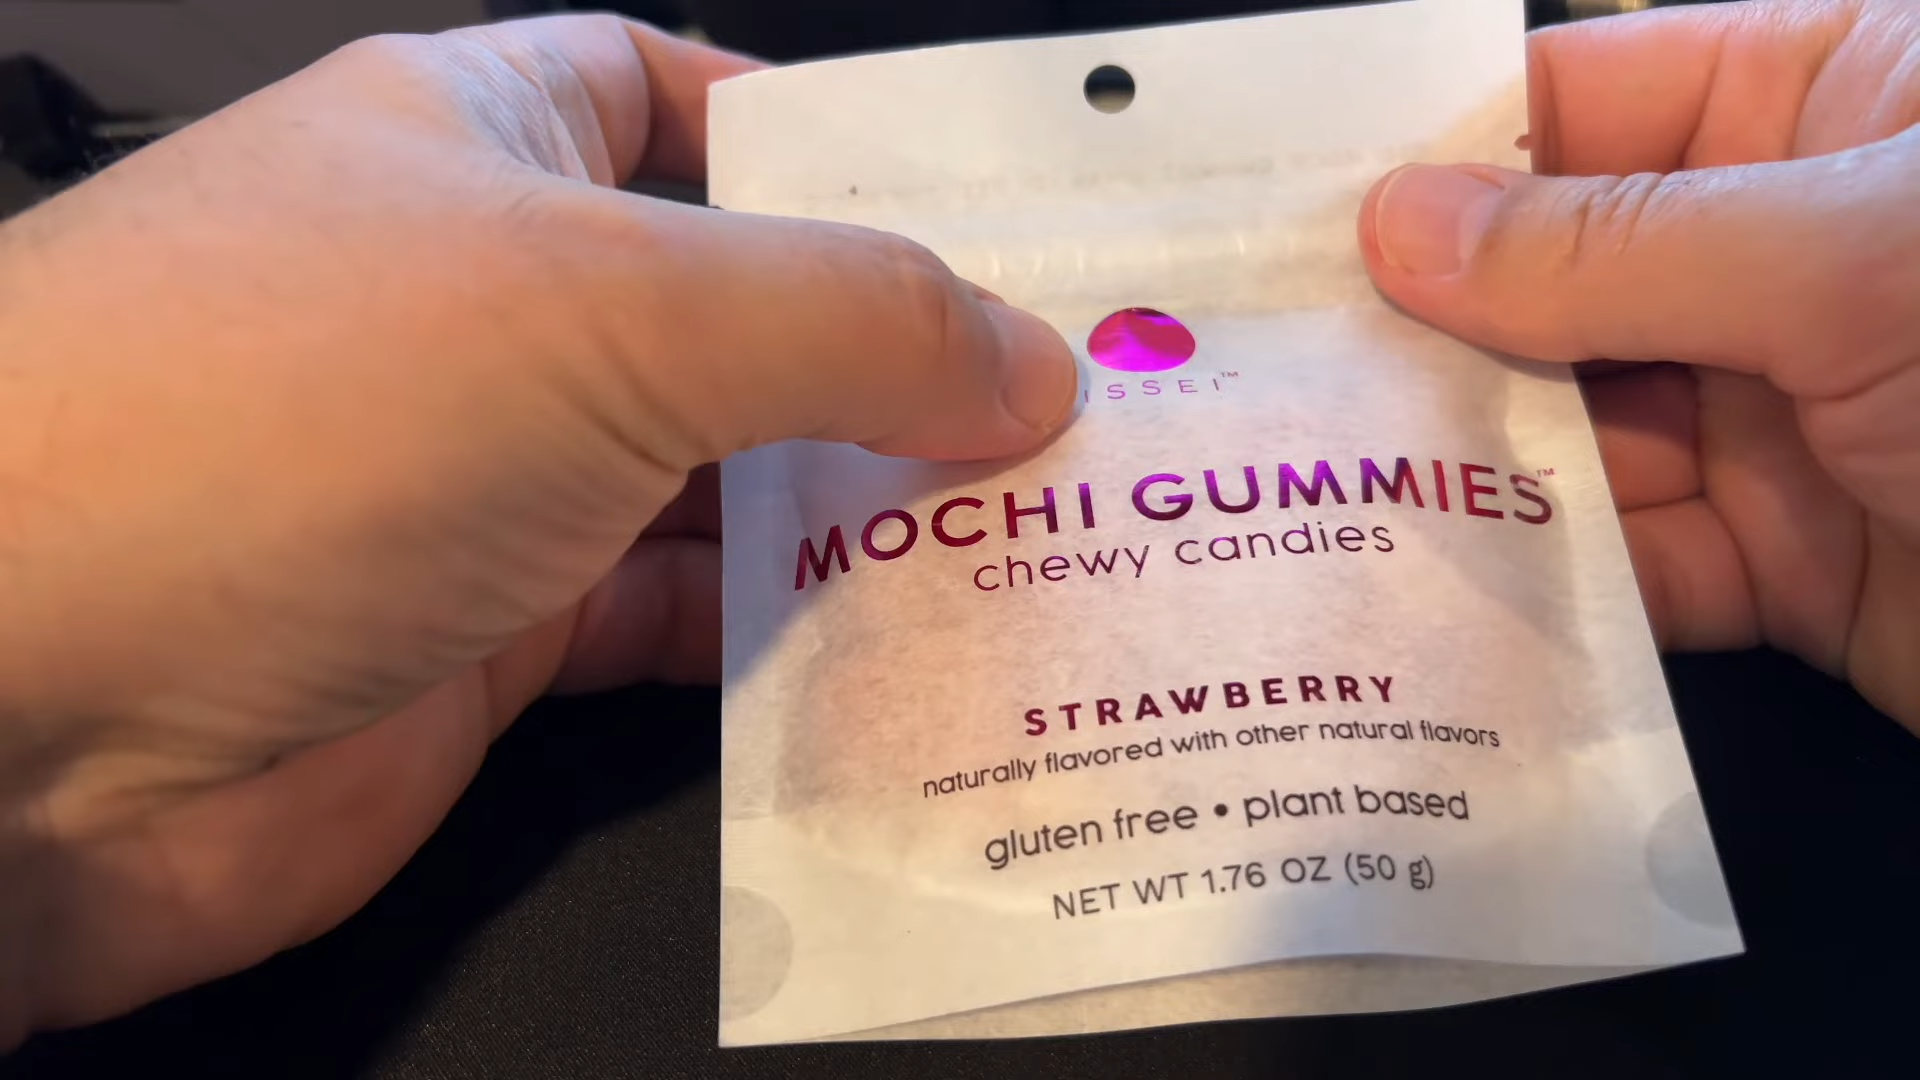 ISSEI™
MOCHI GUMMIES™
chewy candies
STRAWBERRY
naturally flavored with other natural flavors
gluten free • plant based
NET WT 1.76 OZ (50 g)